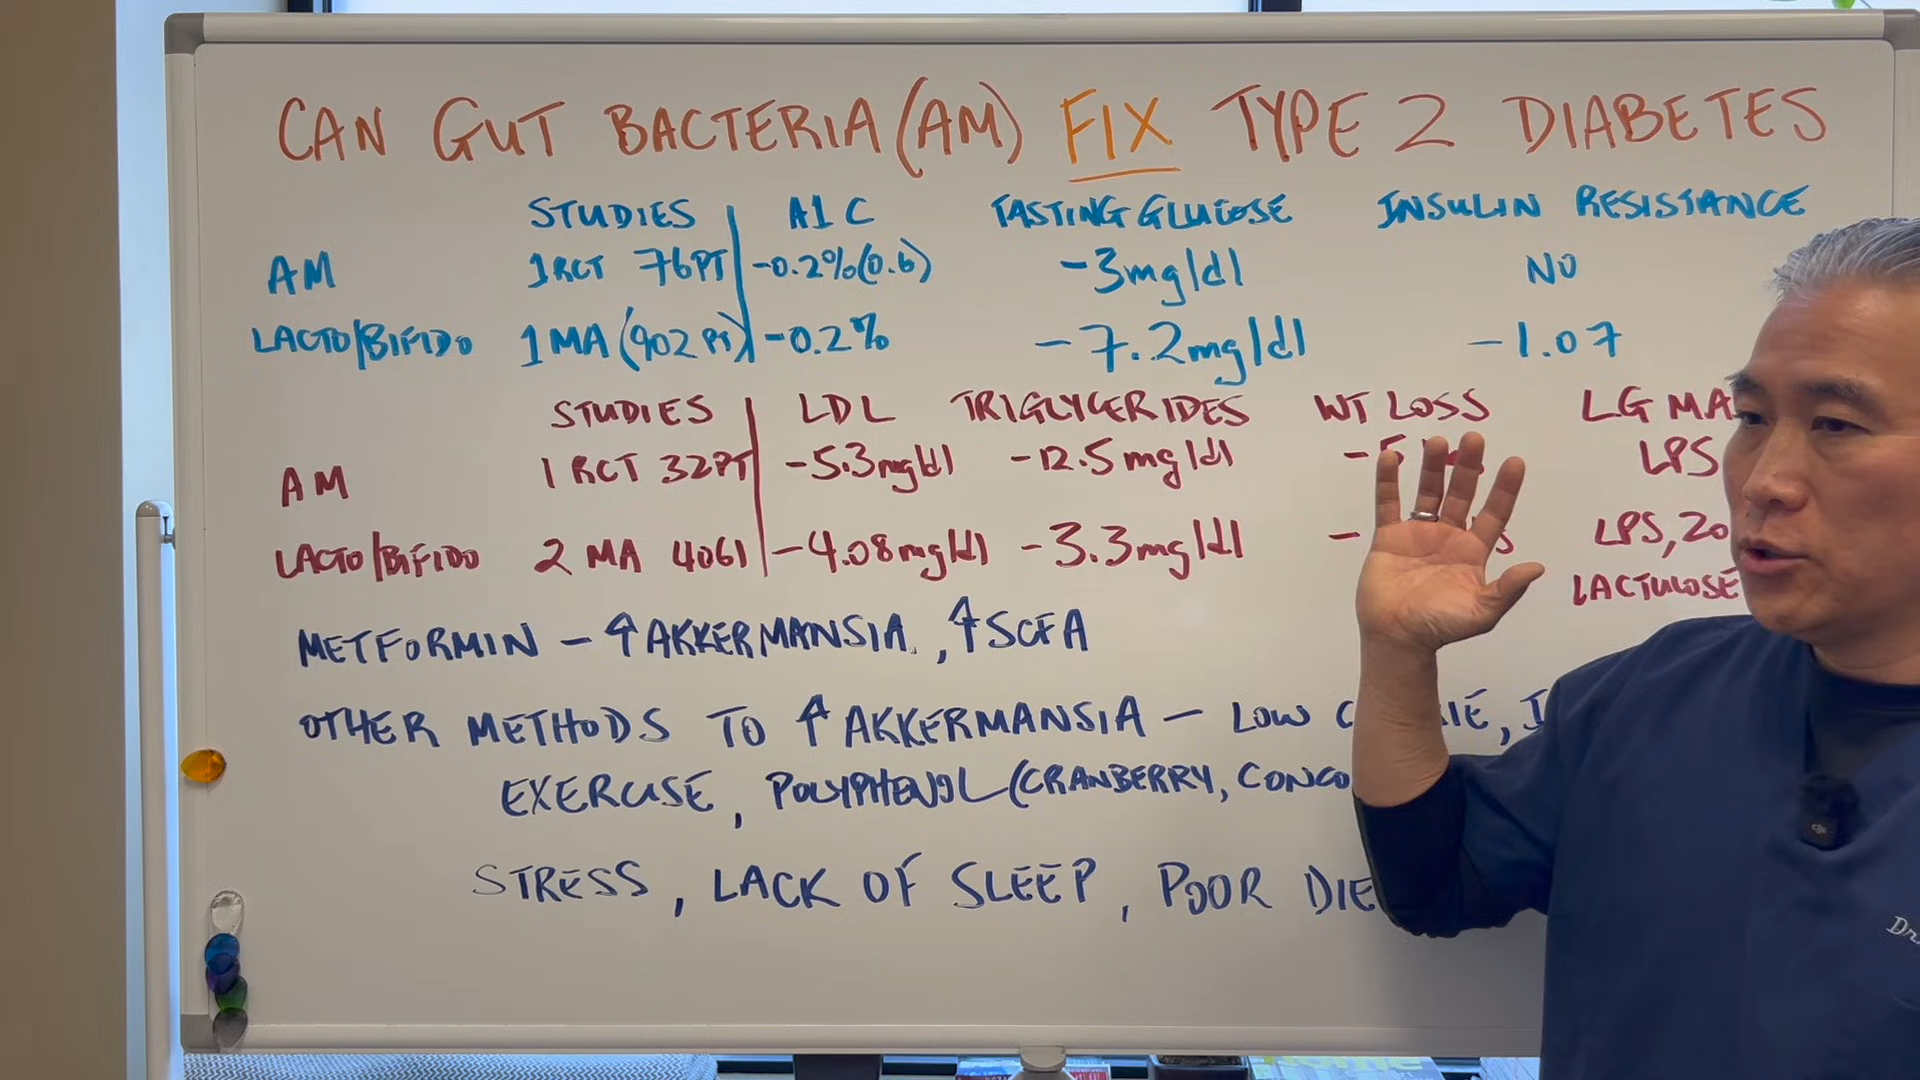 CAN GUT BACTERIA (AM) FIX TYPE 2 DIABETES
STUDIES A1C FASTING GLUCOSE INSULIN RESISTANCE
AM 1 RCT 76PT -0.2% (0.6) -3mg/dl NO
LACTO/BIFIDO 1 MA (902 PT) -0.2% -7.2mg/dl -1.07
STUDIES LDL TRIGLYCERIDES WT LOSS LG MA
AM 1 RCT 32PT -5.3mg/dl -12.5mg/dl LPS
LACTO/BIFIDO 2 MA 4061 -4.08mg/dl -3.3mg/dl LPS, ZO
LACTULOSE
METFORMIN - ↑ AKKERMANSIA, ↑ SCFA
OTHER METHODS TO ↑ AKKERMANSIA - LOW
EXERCISE, POLYPHENOL (CRANBERRY,
STRESS, LACK OF SLEEP, POOR
Dr